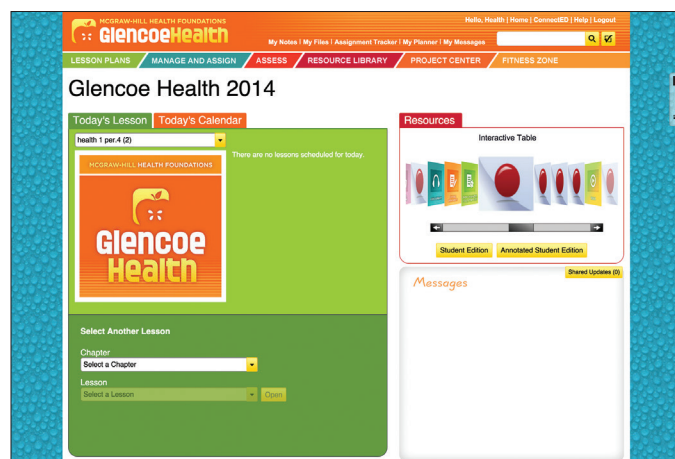 McGRAW-HILL HEALTH FOUNDATIONS
GlencoeHealth
Hello, Health | Home | ConnectED | Help | Logout
My Notes | My Files | Assignment Tracker | My Planner | My Messages
LESSON PLANS
MANAGE AND ASSIGN
ASSESS
RESOURCE LIBRARY
PROJECT CENTER
FITNESS ZONE
Glencoe Health 2014
Today's Lesson
Today's Calendar
health 1 per.4 (2)
There are no lessons scheduled for today.
McGRAW-HILL HEALTH FOUNDATIONS
Glencoe
Health
Select Another Lesson
Chapter
Select a Chapter
Lesson
Select a Lesson
Open
Resources
Interactive Table
Student Edition
Annotated Student Edition
Shared Updates (0)
Messages